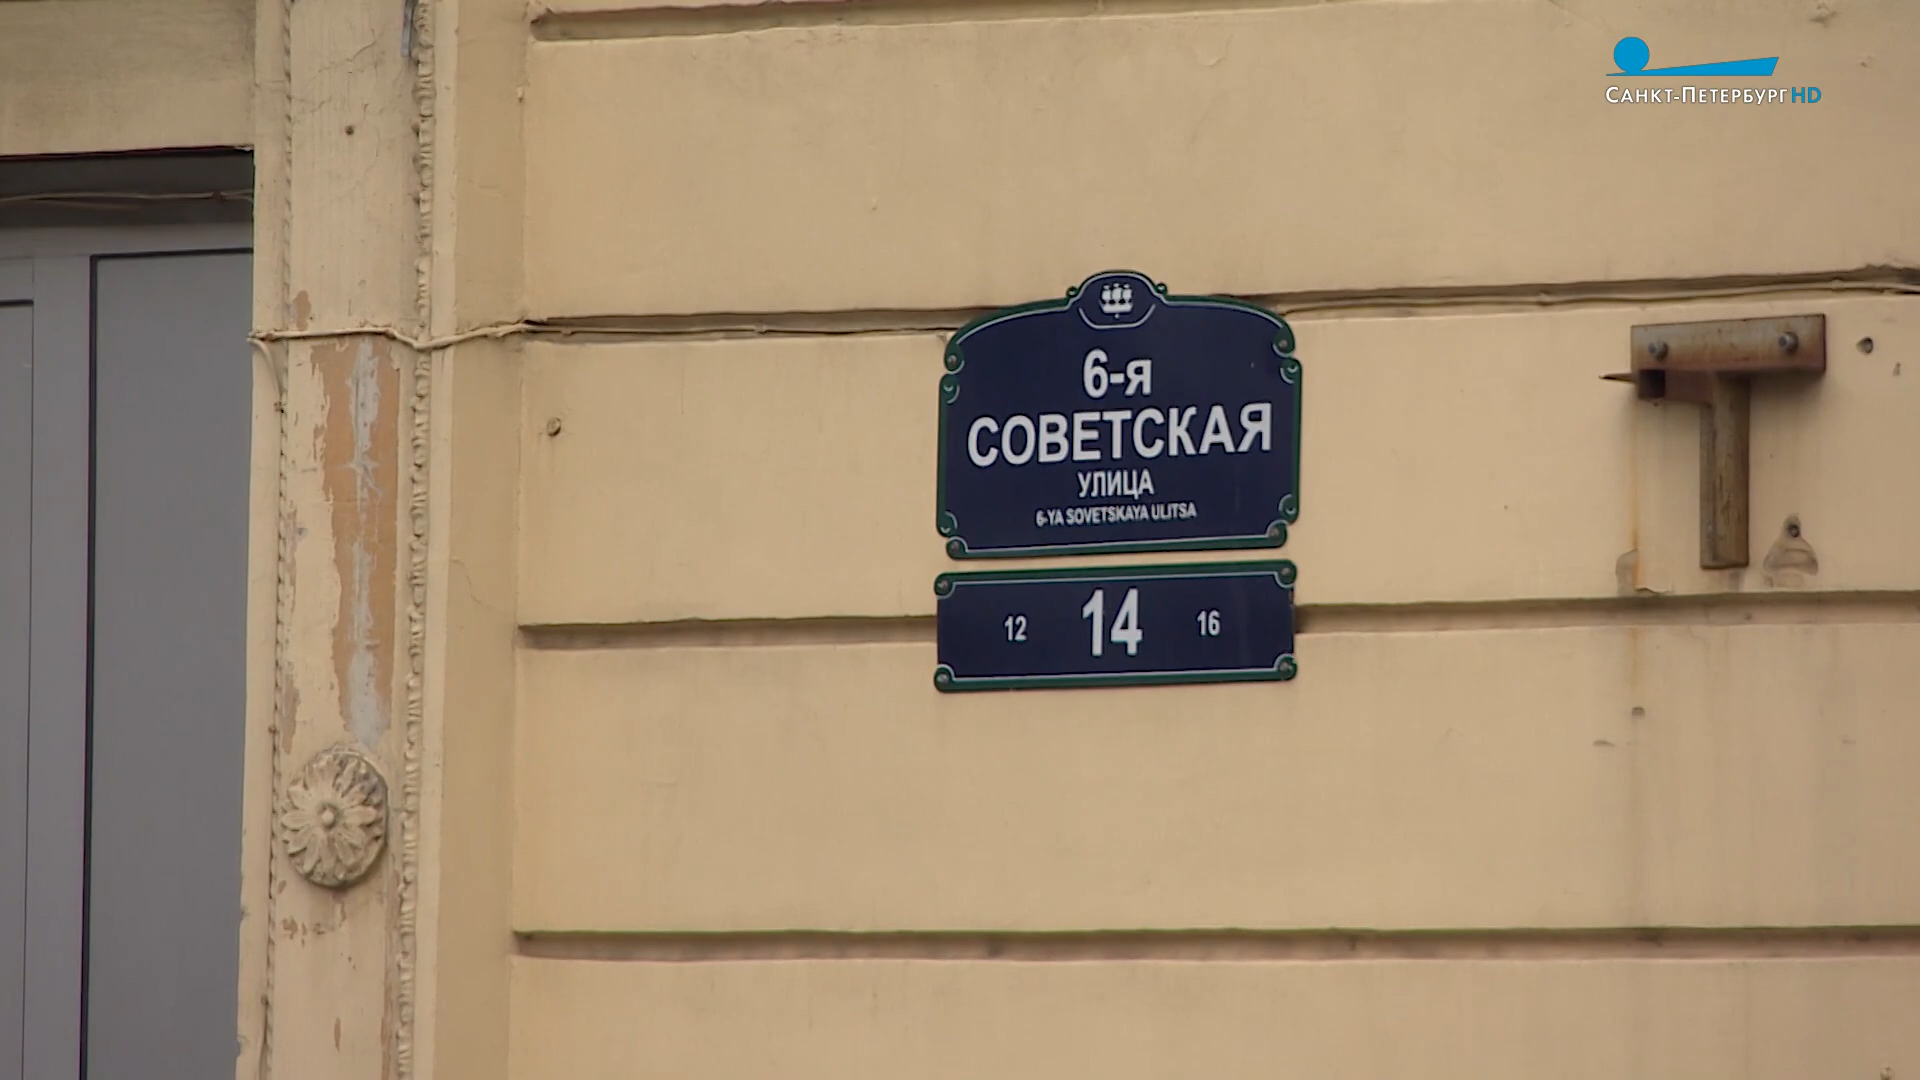 Санкт-Петербург HD
6-я
СОВЕТСКАЯ
УЛИЦА
6-YA SOVETSKAYA ULITSA
12 14 16